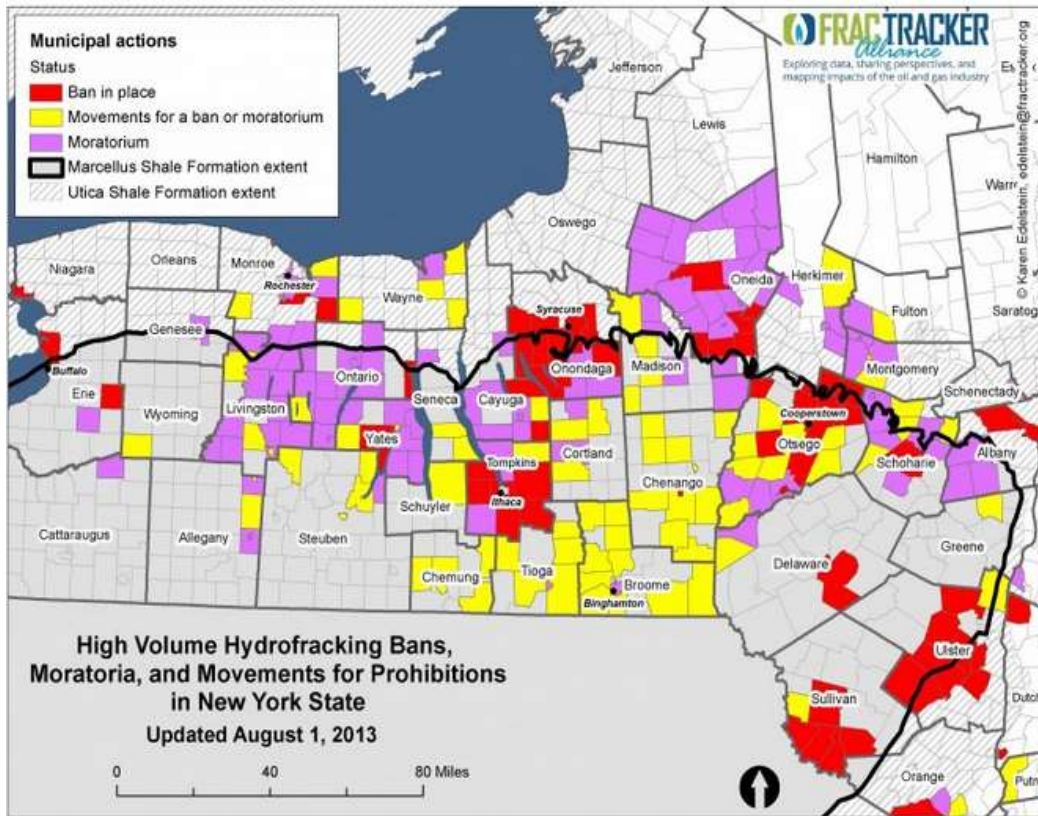 Municipal actions
Status
Ban in place
Movements for a ban or moratorium
Moratorium
Marcellus Shale Formation extent
Utica Shale Formation extent
FRACTRACKER
Alliance
Exploring data, sharing perspectives, and
mapping impacts of the oil and gas industry
© Karen Edelstein, edelstein@fractracker.org
Jefferson
Lewis
Hamilton
Warr
Oswego
Oneida
Herkimer
Fulton
Saratog
Niagara
Orleans
Monroe
Rochester
Wayne
Genesee
Syracuse
Onondaga
Madison
Montgomery
Schenectady
Buffalo
Erie
Wyoming
Livingston
Ontario
Seneca
Cayuga
Yates
Cortland
Cooperstown
Otsego
Schoharie
Albany
Tompkins
Ithaca
Chenango
Cattaraugus
Allegany
Steuben
Schuyler
Chemung
Tioga
Broome
Binghamton
Delaware
Greene
Ulster
Sullivan
Dutc
Orange
Putn
High Volume Hydrofracking Bans,
Moratoria, and Movements for Prohibitions
in New York State
Updated August 1, 2013
0 40 80 Miles